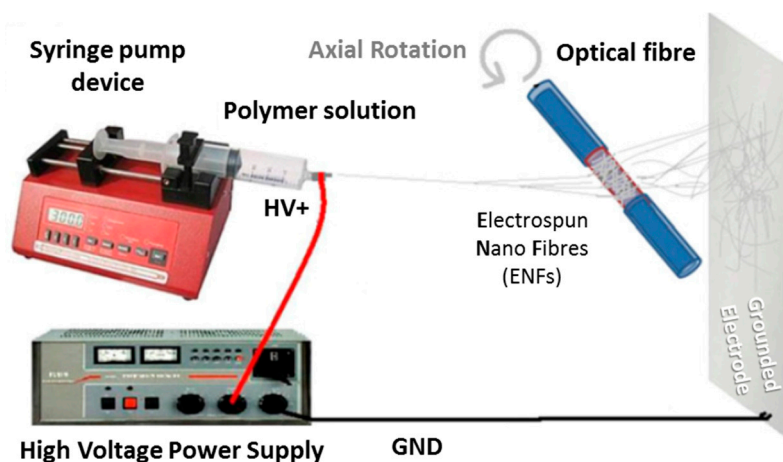 Syringe pump
device
Axial Rotation
Optical fibre
Polymer solution
HV+
Electrospun
Nano Fibres
(ENFs)
Grounded
Electrode
High Voltage Power Supply
GND